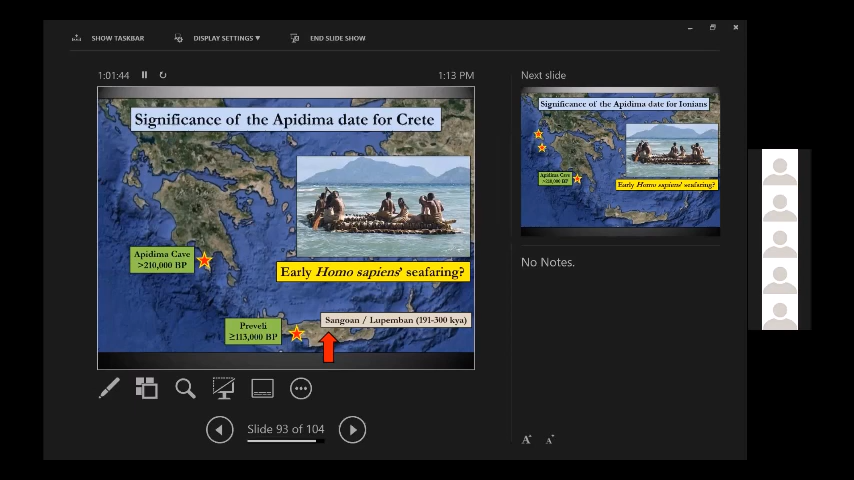 SHOW TASKBAR
DISPLAY SETTINGS ▼
END SLIDE SHOW
1:01:44
1:13 PM
Significance of the Apidima date for Crete
Apidima Cave
>210,000 BP
Early Homo sapiens’ seafaring?
Sangoan / Lupemban (191-300 kya)
Preveli
≥113,000 BP
Slide 93 of 104
Next slide
Significance of the Apidima date for Ionians
Apidima Cave
>210,000 BP
Early Homo sapiens’ seafaring?
No Notes.
A
A